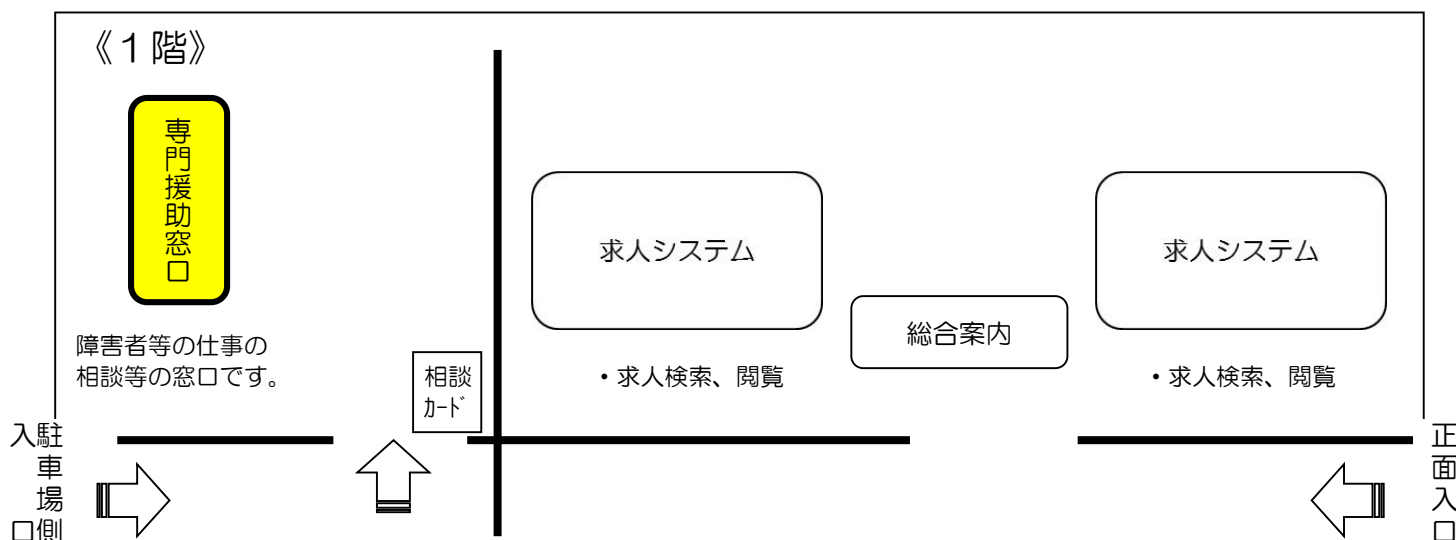 《１階》
専門援助窓口
障害者等の仕事の
相談等の窓口です。
相談
ｶｰﾄﾞ
求人システム
・求人検索、閲覧
総合案内
求人システム
・求人検索、閲覧
駐車場側
入口
正面入口